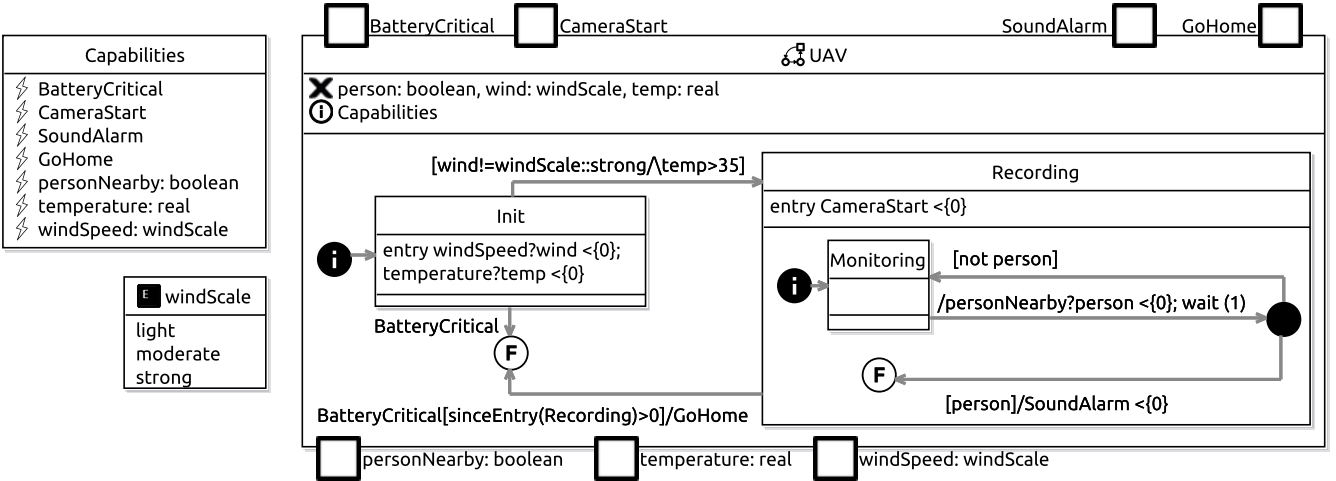 BatteryCritical
CameraStart
SoundAlarm
GoHome
Capabilities
BatteryCritical
CameraStart
SoundAlarm
GoHome
personNearby: boolean
temperature: real
windSpeed: windScale
E windScale
light
moderate
strong
UAV
person: boolean, wind: windScale, temp: real
i Capabilities
[wind!=windScale::strong/\temp>35]
i
Init
entry windSpeed?wind <{0};
temperature?temp <{0}
BatteryCritical
F
BatteryCritical[sinceEntry(Recording)>0]/GoHome
Recording
entry CameraStart <{0}
i
Monitoring
[not person]
/personNearby?person <{0}; wait (1)
F
[person]/SoundAlarm <{0}
personNearby: boolean
temperature: real
windSpeed: windScale